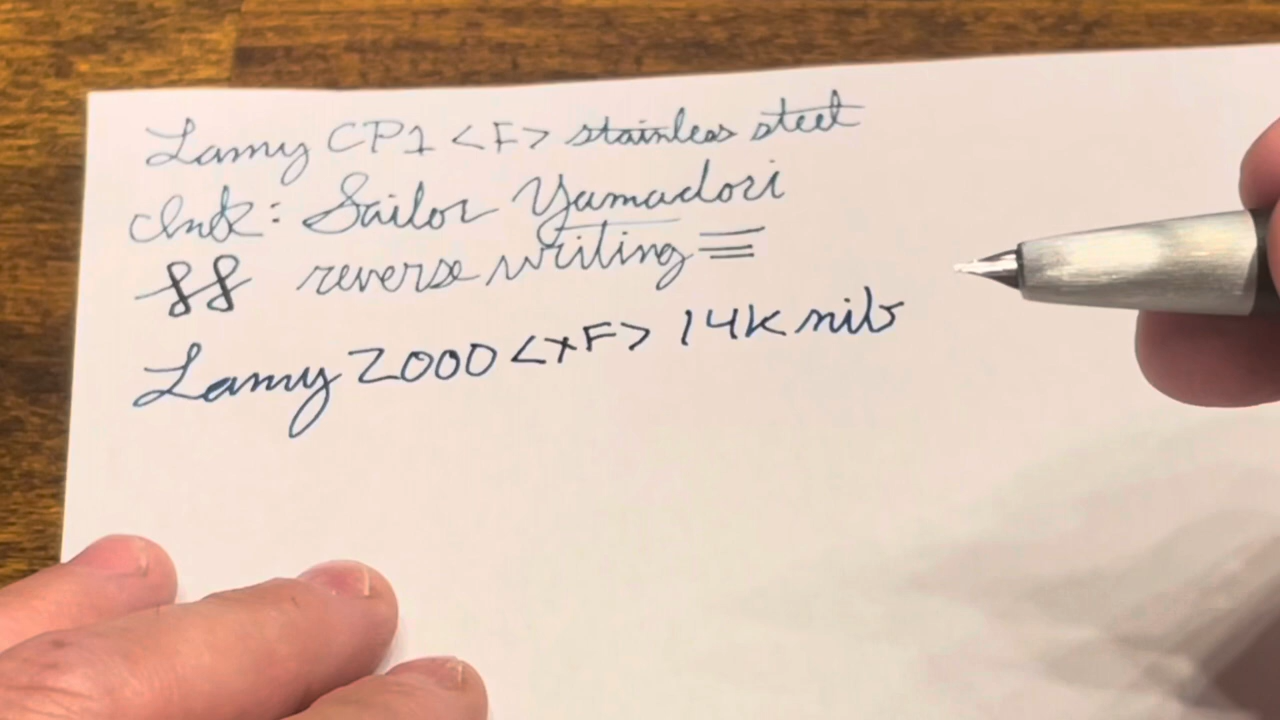 Lamy CP1 <F> stainless steel
Ink: Sailor Yamadori
88 reverse writing =
Lamy 2000 <xF> 14K nib